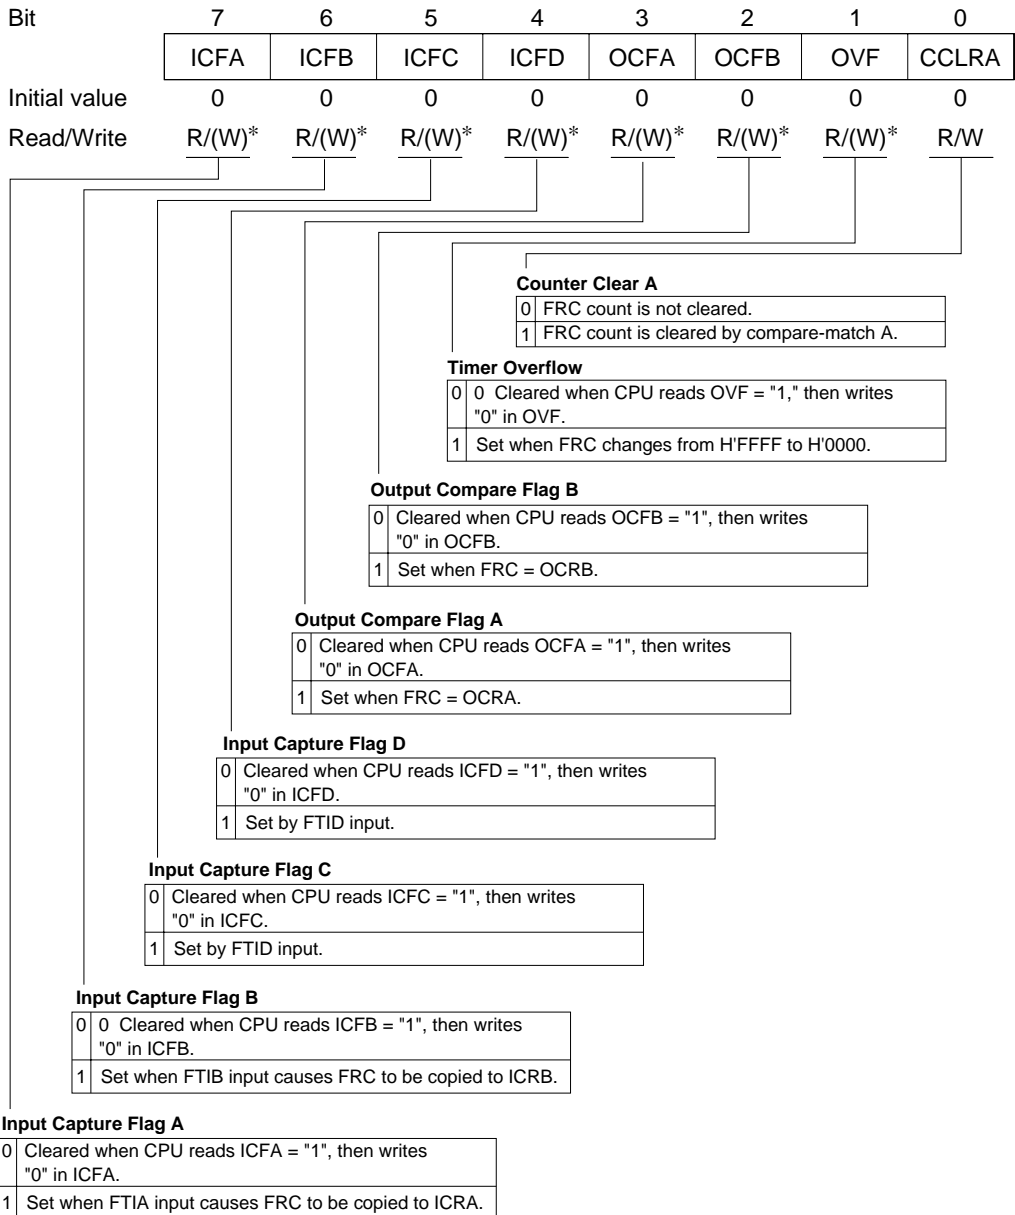 Bit 7 6 5 4 3 2 1 0
ICFA ICFB ICFC ICFD OCFA OCFB OVF CCLRA
Initial value 0 0 0 0 0 0 0 0
Read/Write R/(W)* R/(W)* R/(W)* R/(W)* R/(W)* R/(W)* R/(W)* R/W
Counter Clear A
0 FRC count is not cleared.
1 FRC count is cleared by compare-match A.
Timer Overflow
0 0 Cleared when CPU reads OVF = "1," then writes
"0" in OVF.
1 Set when FRC changes from H'FFFF to H'0000.
Output Compare Flag B
0 Cleared when CPU reads OCFB = "1", then writes
"0" in OCFB.
1 Set when FRC = OCRB.
Output Compare Flag A
0 Cleared when CPU reads OCFA = "1", then writes
"0" in OCFA.
1 Set when FRC = OCRA.
Input Capture Flag D
0 Cleared when CPU reads ICFD = "1", then writes
"0" in ICFD.
1 Set by FTID input.
Input Capture Flag C
0 Cleared when CPU reads ICFC = "1", then writes
"0" in ICFC.
1 Set by FTID input.
Input Capture Flag B
0 0 Cleared when CPU reads ICFB = "1", then writes
"0" in ICFB.
1 Set when FTIB input causes FRC to be copied to ICRB.
Input Capture Flag A
0 Cleared when CPU reads ICFA = "1", then writes
"0" in ICFA.
1 Set when FTIA input causes FRC to be copied to ICRA.